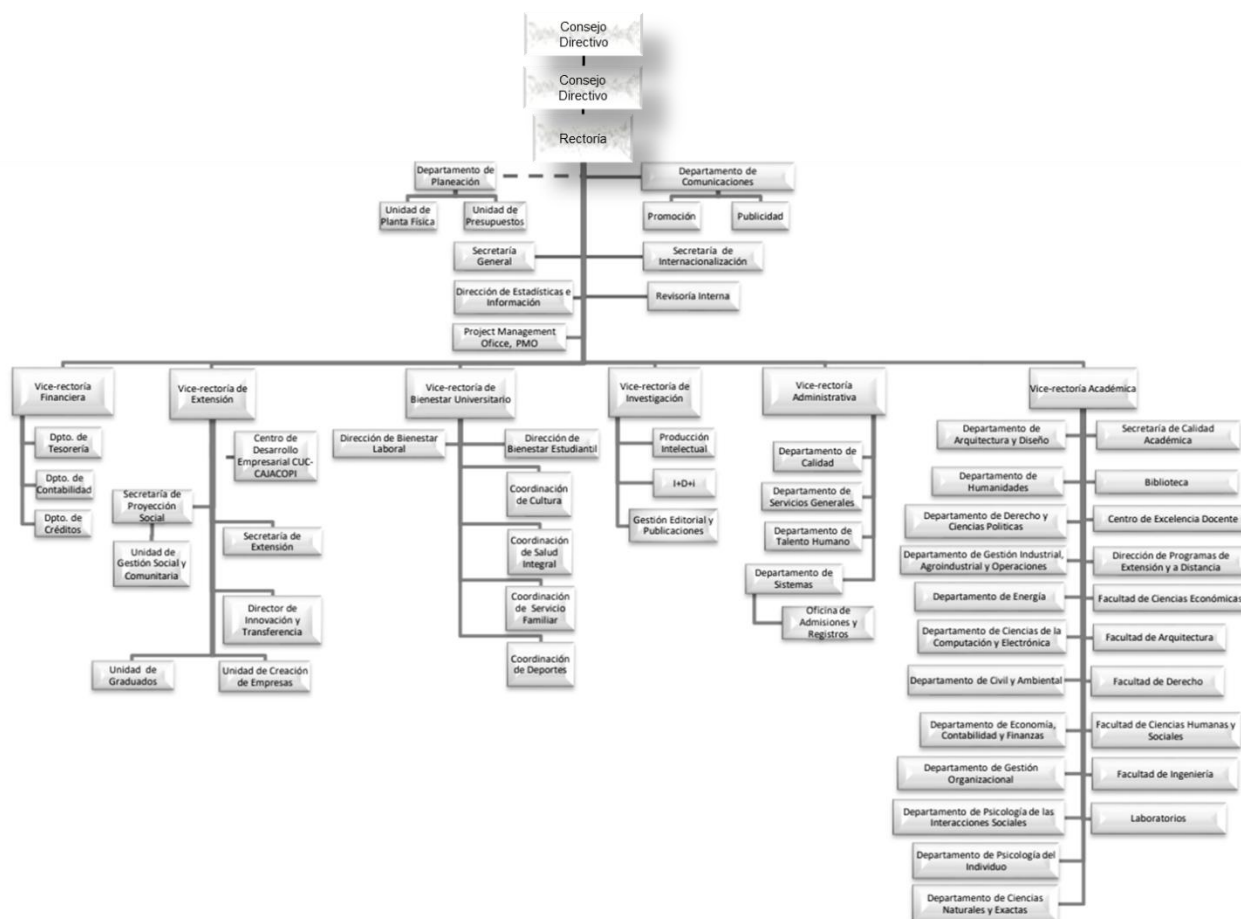 Consejo
Directivo
Consejo
Directivo
Rectoría
Departamento de
Planeación
Departamento de
Comunicaciones
Unidad de
Planta Física
Unidad de
Presupuestos
Promoción
Publicidad
Secretaría
General
Secretaría de
Internacionalización
Dirección de Estadísticas e
Información
Revisoría Interna
Project Management
Oficce, PMO
Vice-rectoría
Financiera
Dpto. de
Tesorería
Dpto. de
Contabilidad
Dpto. de
Créditos
Vice-rectoría de
Extensión
Centro de
Desarrollo
Empresarial CUC-
CAJACOPI
Secretaría de
Proyección
Social
Unidad de
Gestión Social y
Comunitaria
Secretaría de
Extensión
Director de
Innovación y
Transferencia
Unidad de
Graduados
Unidad de Creación
de Empresas
Vice-rectoría de
Bienestar Universitario
Dirección de Bienestar
Laboral
Dirección de
Bienestar Estudiantil
Coordinación
de Cultura
Coordinación
de Salud
Integral
Coordinación
de Servicio
Familiar
Coordinación
de Deportes
Vice-rectoría de
Investigación
Producción
Intelectual
I+D+i
Gestión Editorial y
Publicaciones
Vice-rectoría
Administrativa
Departamento
de Calidad
Departamento de
Servicios Generales
Departamento de
Talento Humano
Departamento de
Sistemas
Oficina de
Admisiones y
Registros
Vice-rectoría Académica
Departamento de
Arquitectura y Diseño
Secretaría de Calidad
Académica
Departamento de
Humanidades
Biblioteca
Departamento de Derecho y
Ciencias Politicas
Centro de Excelencia Docente
Departamento de Gestión Industrial,
Agroindustrial y Operaciones
Dirección de Programas de
Extensión y a Distancia
Departamento de Energía
Facultad de Ciencias Económicas
Departamento de Ciencias de la
Computación y Electrónica
Facultad de Arquitectura
Departamento de Civil y Ambiental
Facultad de Derecho
Departamento de Economía,
Contabilidad y Finanzas
Facultad de Ciencias Humanas y
Sociales
Departamento de Gestión
Organizacional
Facultad de Ingeniería
Departamento de Psicología de las
Interacciones Sociales
Laboratorios
Departamento de Psicología del
Individuo
Departamento de Ciencias
Naturales y Exactas